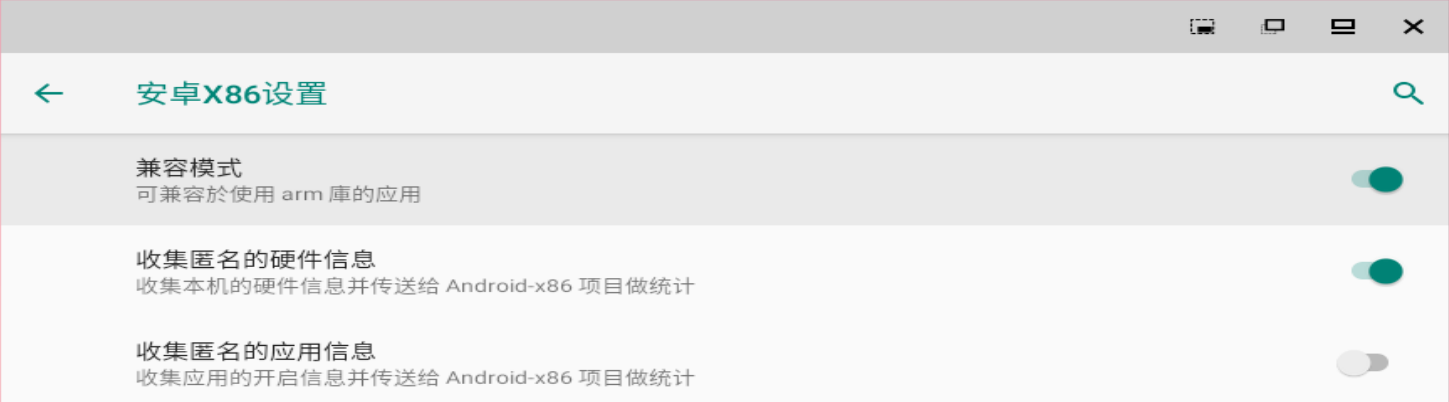 安卓X86设置
兼容模式
可兼容於使用 arm 庫的应用
收集匿名的硬件信息
收集本机的硬件信息并传送给 Android-x86 项目做统计
收集匿名的应用信息
收集应用的开启信息并传送给 Android-x86 项目做统计